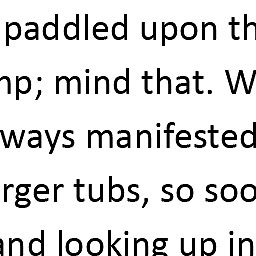 paddled upon th
mp; mind that. W
ways manifested
rger tubs, so soo
and looking up in